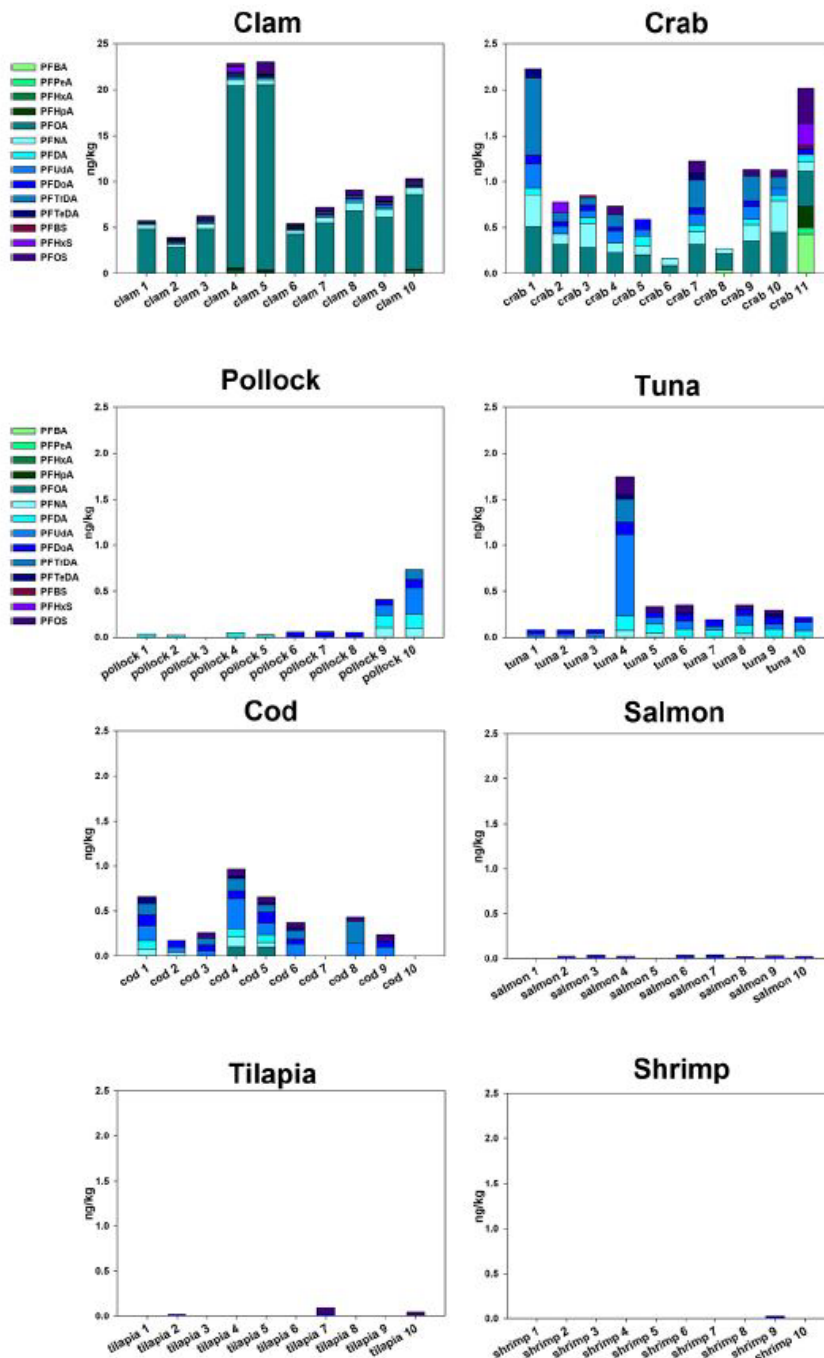 Clam
Crab
PFBA
PFPeA
PFHxA
PFHpA
PFOA
PFNA
PFDA
PFUdA
PFDoA
PFTrDA
PFTeDA
PFBS
PFHxS
PFOS
ng/kg
25
20
15
10
5
0
clam 1
clam 2
clam 3
clam 4
clam 5
clam 6
clam 7
clam 8
clam 9
clam 10
ng/kg
2.5
2.0
1.5
1.0
0.5
0.0
crab 1
crab 2
crab 3
crab 4
crab 5
crab 6
crab 7
crab 8
crab 9
crab 10
crab 11
Pollock
Tuna
PFBA
PFPeA
PFHxA
PFHpA
PFOA
PFNA
PFDA
PFUdA
PFDoA
PFTrDA
PFTeDA
PFBS
PFHxS
PFOS
ng/kg
2.5
2.0
1.5
1.0
0.5
0.0
pollock 1
pollock 2
pollock 3
pollock 4
pollock 5
pollock 6
pollock 7
pollock 8
pollock 9
pollock 10
ng/kg
2.5
2.0
1.5
1.0
0.5
0.0
tuna 1
tuna 2
tuna 3
tuna 4
tuna 5
tuna 6
tuna 7
tuna 8
tuna 9
tuna 10
Cod
Salmon
ng/kg
2.5
2.0
1.5
1.0
0.5
0.0
cod 1
cod 2
cod 3
cod 4
cod 5
cod 6
cod 7
cod 8
cod 9
cod 10
ng/kg
2.5
2.0
1.5
1.0
0.5
0.0
salmon 1
salmon 2
salmon 3
salmon 4
salmon 5
salmon 6
salmon 7
salmon 8
salmon 9
salmon 10
Tilapia
Shrimp
ng/kg
2.5
2.0
1.5
1.0
0.5
0.0
tilapia 1
tilapia 2
tilapia 3
tilapia 4
tilapia 5
tilapia 6
tilapia 7
tilapia 8
tilapia 9
tilapia 10
ng/kg
2.5
2.0
1.5
1.0
0.5
0.0
shrimp 1
shrimp 2
shrimp 3
shrimp 4
shrimp 5
shrimp 6
shrimp 7
shrimp 8
shrimp 9
shrimp 10